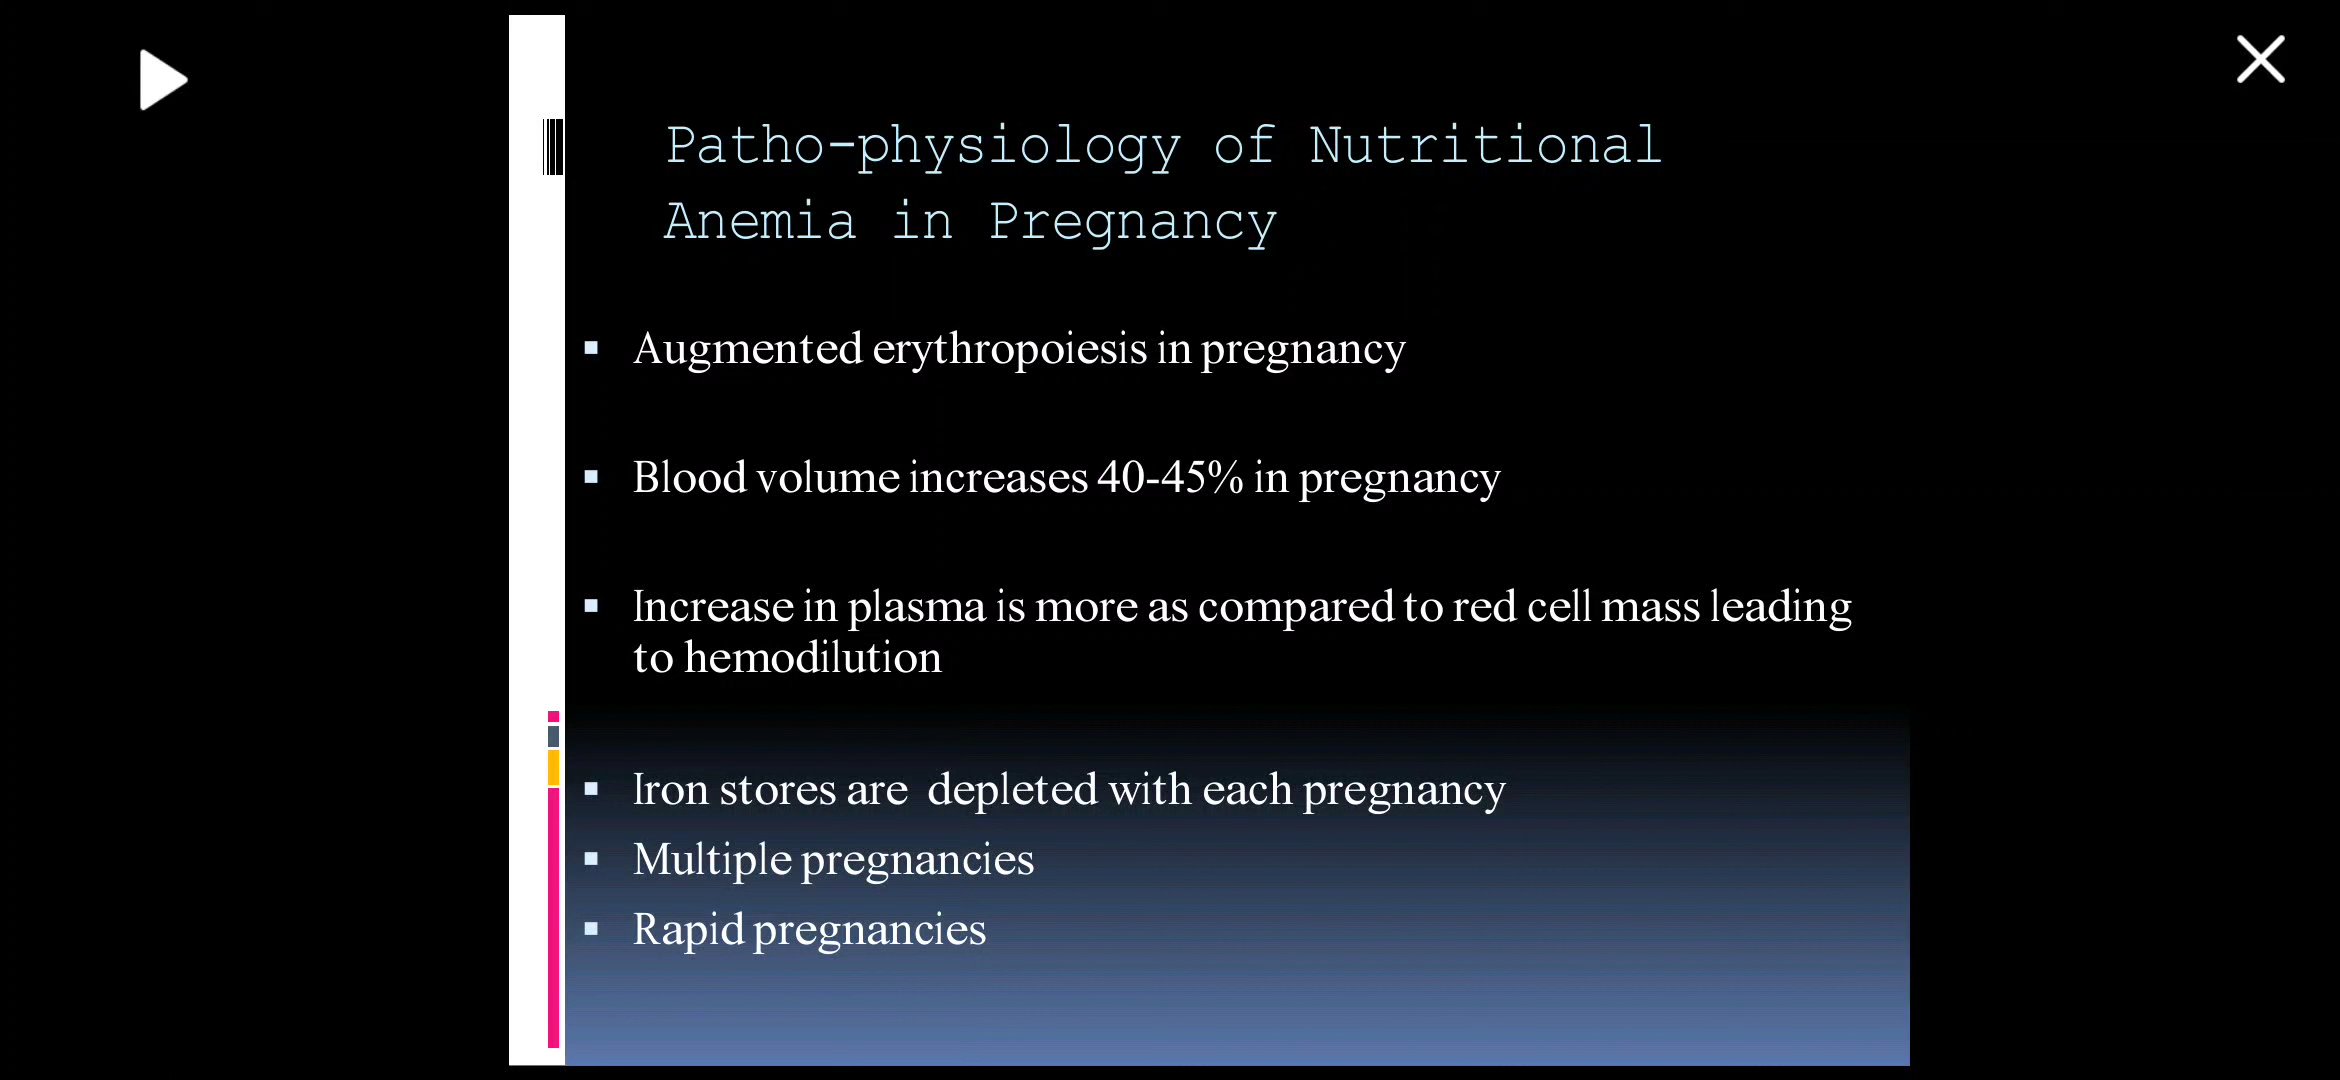 Patho-physiology of Nutritional
Anemia in Pregnancy
▪ Augmented erythropoiesis in pregnancy
▪ Blood volume increases 40-45% in pregnancy
▪ Increase in plasma is more as compared to red cell mass leading
to hemodilution
▪ Iron stores are  depleted with each pregnancy
▪ Multiple pregnancies
▪ Rapid pregnancies